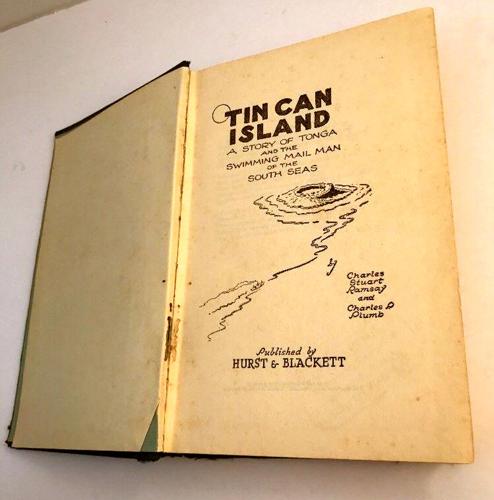 TIN CAN
ISLAND
A STORY OF TONGA
AND THE
SWIMMING MAIL MAN
OF THE
SOUTH SEAS
by
Charles
Stuart
Ramsay
and
Charles P
Plumb
Published by
HURST & BLACKETT